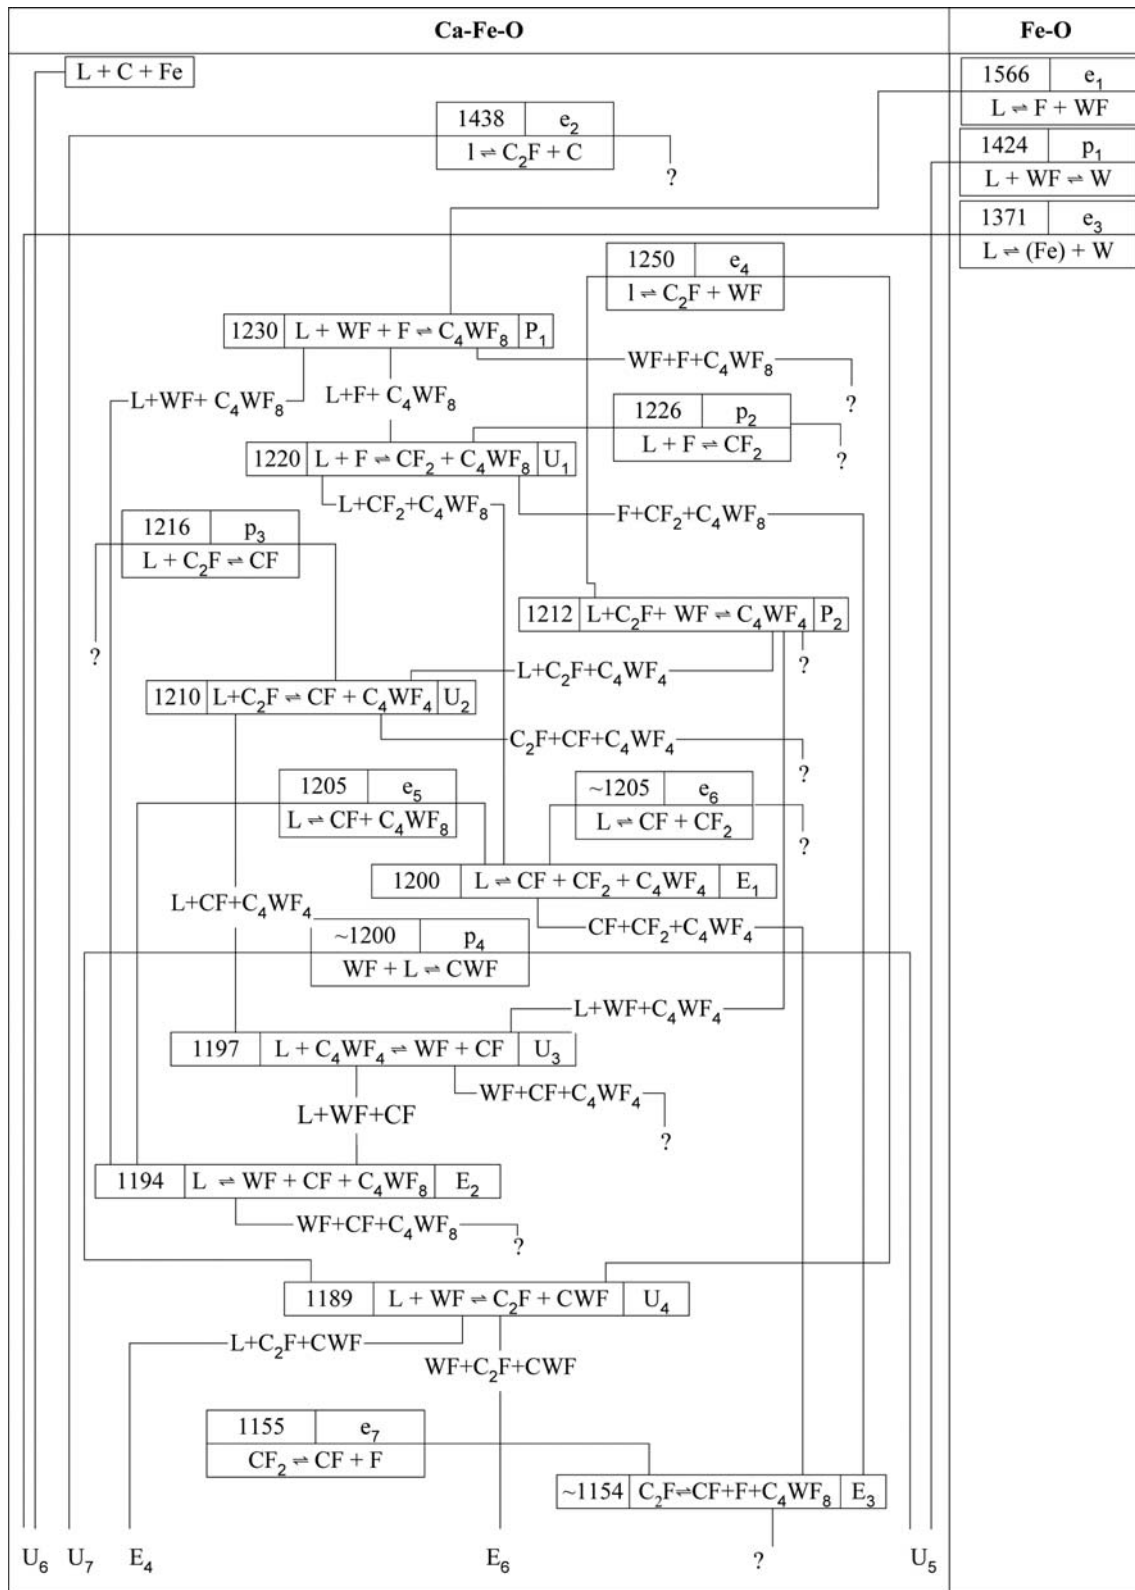 Ca-Fe-O
Fe-O
L + C + Fe
1566 e₁
L ⇌ F + WF
1438 e₂
l ⇌ C₂F + C
?
1424 p₁
L + WF ⇌ W
1371 e₃
L ⇌ (Fe) + W
1250 e₄
l ⇌ C₂F + WF
1230 L + WF + F ⇌ C₄WF₈ P₁
WF+F+C₄WF₈
?
L+WF+ C₄WF₈
L+F+ C₄WF₈
1226 p₂
L + F ⇌ CF₂
?
1220 L + F ⇌ CF₂ + C₄WF₈ U₁
L+CF₂+C₄WF₈
F+CF₂+C₄WF₈
1216 p₃
L + C₂F ⇌ CF
?
1212 L+C₂F+ WF ⇌ C₄WF₄ P₂
?
L+C₂F+C₄WF₄
1210 L+C₂F ⇌ CF + C₄WF₄ U₂
C₂F+CF+C₄WF₄
?
1205 e₅
L ⇌ CF+ C₄WF₈
~1205 e₆
L ⇌ CF + CF₂
?
1200 L ⇌ CF + CF₂ + C₄WF₄ E₁
L+CF+C₄WF₄
CF+CF₂+C₄WF₄
~1200 p₄
WF + L ⇌ CWF
L+WF+C₄WF₄
1197 L + C₄WF₄ ⇌ WF + CF U₃
WF+CF+C₄WF₄
?
L+WF+CF
1194 L ⇌ WF + CF + C₄WF₈ E₂
WF+CF+C₄WF₈
?
1189 L + WF ⇌ C₂F + CWF U₄
L+C₂F+CWF
WF+C₂F+CWF
1155 e₇
CF₂ ⇌ CF + F
~1154 C₂F⇌CF+F+C₄WF₈ E₃
U₆ U₇ E₄ E₆ ? U₅